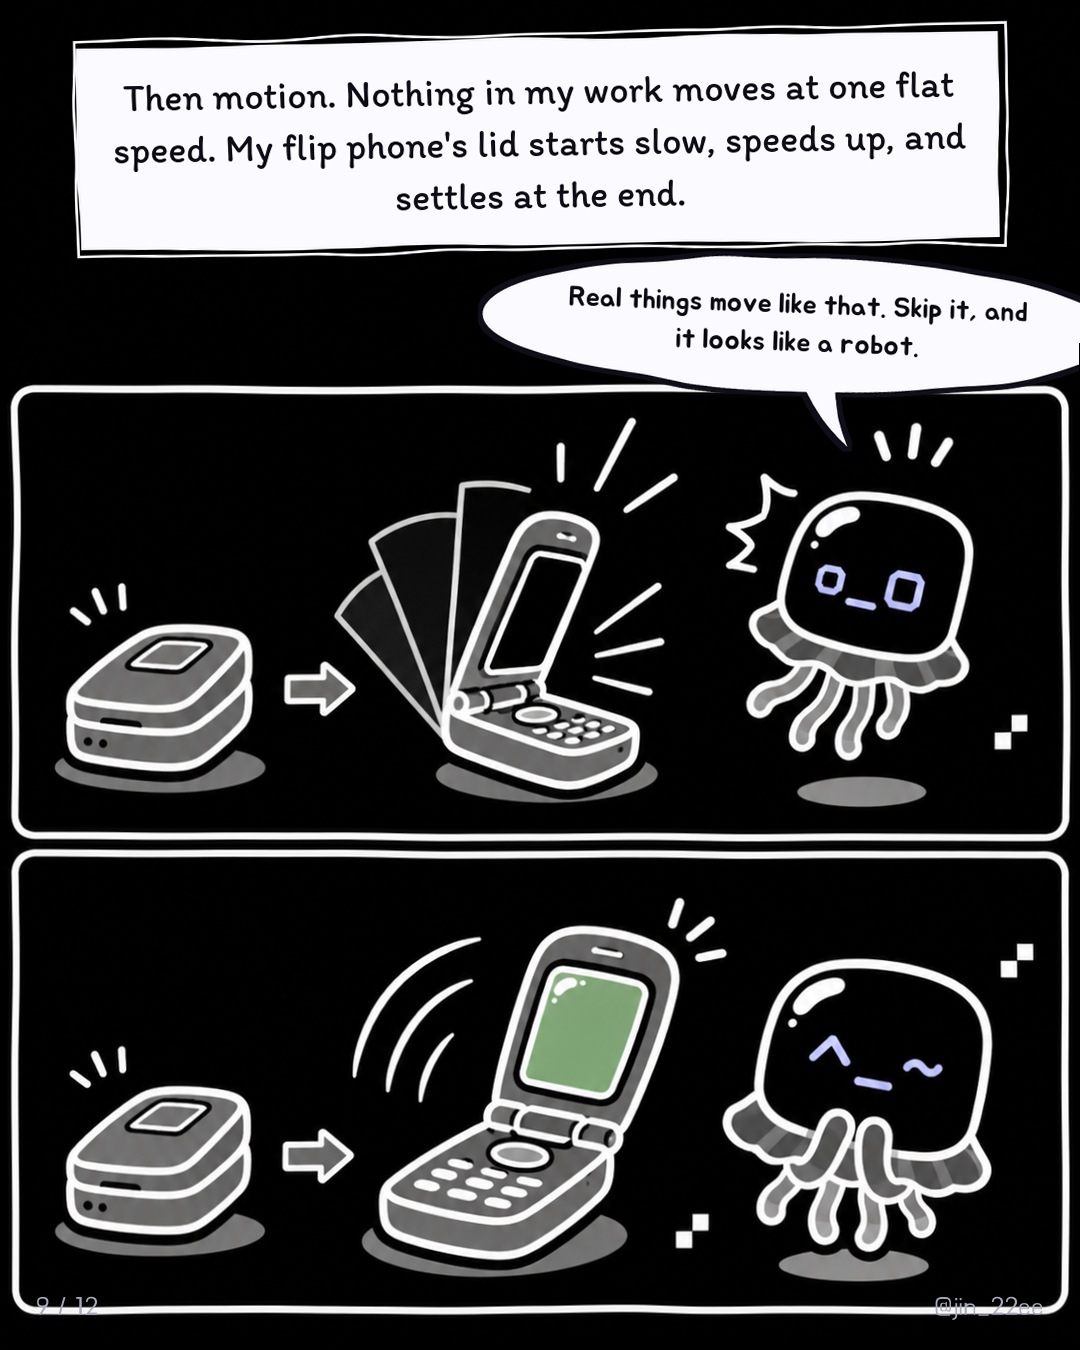 Then motion. Nothing in my work moves at one flat
speed. My flip phone's lid starts slow, speeds up, and
settles at the end.
Real things move like that. Skip it, and
it looks like a robot.
9 / 12
@jin_22ee